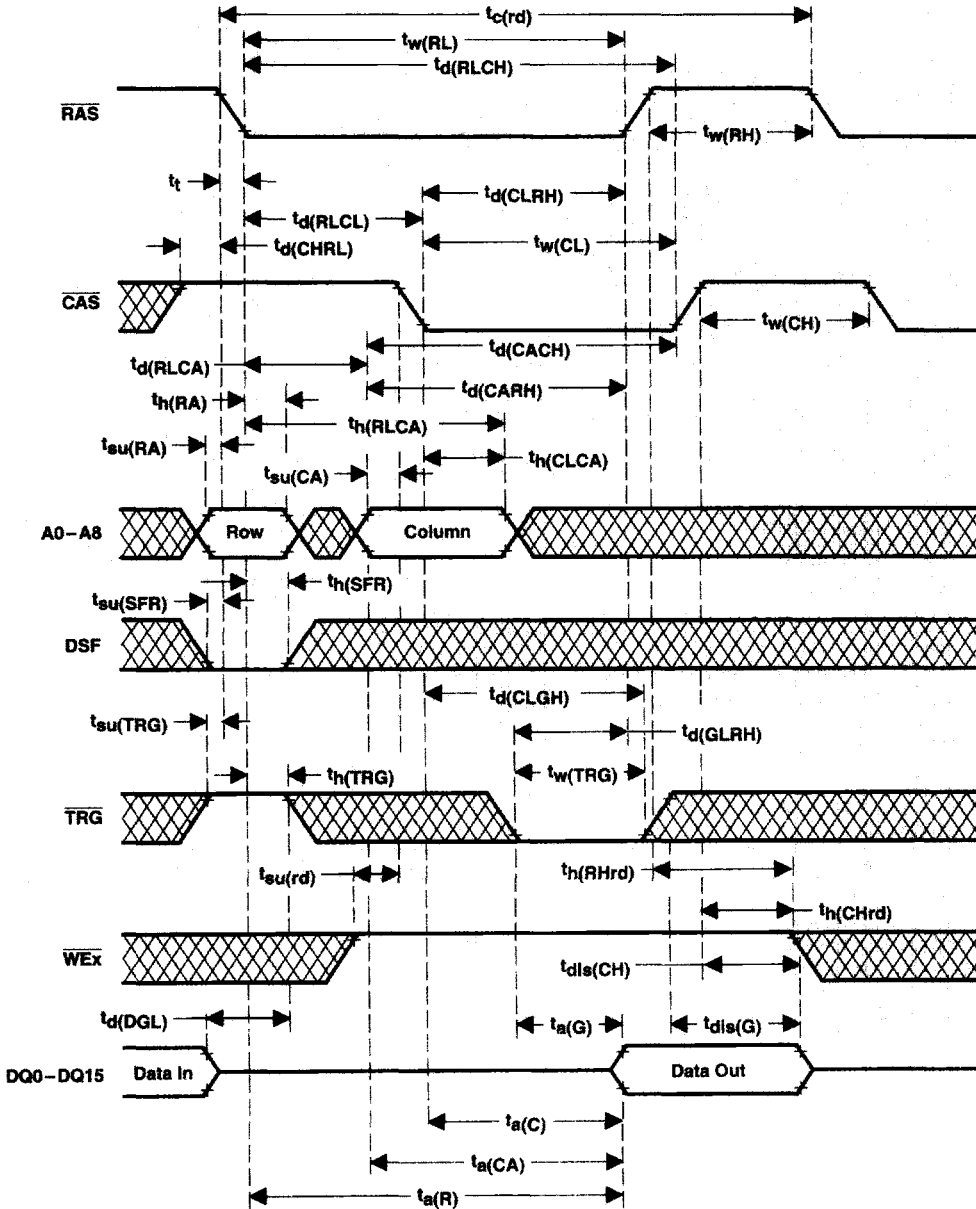 tc(rd)
tw(RL)
td(RLCH)
RAS
tw(RH)
tt
td(CLRH)
td(RLCL)
td(CHRL)
tw(CL)
CAS
tw(CH)
td(CACH)
td(RLCA)
td(CARH)
th(RA)
th(RLCA)
tsu(RA)
tsu(CA)
th(CLCA)
A0–A8 Row Column
th(SFR)
tsu(SFR)
DSF
td(CLGH)
tsu(TRG)
td(GLRH)
th(TRG)
tw(TRG)
TRG
tsu(rd)
th(RHrd)
th(CHrd)
WEx
tdis(CH)
td(DGL)
ta(G)
tdis(G)
DQ0–DQ15 Data In Data Out
ta(C)
ta(CA)
ta(R)